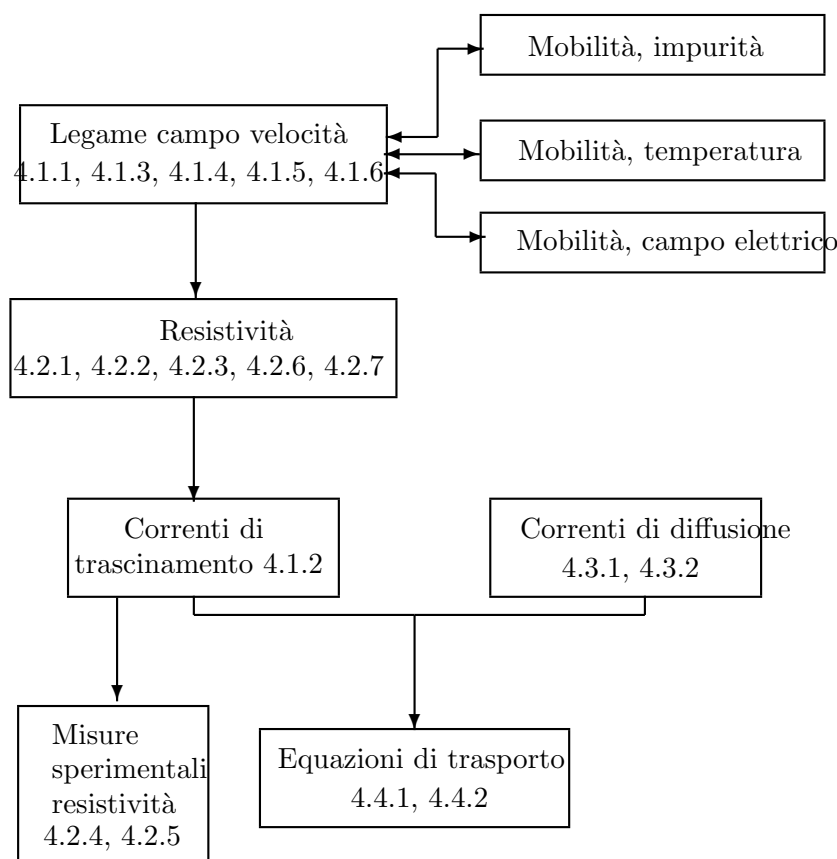 Mobilità, impurità
Legame campo velocità
4.1.1, 4.1.3, 4.1.4, 4.1.5, 4.1.6
Mobilità, temperatura
Mobilità, campo elettrico
Resistività
4.2.1, 4.2.2, 4.2.3, 4.2.6, 4.2.7
Correnti di
trascinamento 4.1.2
Correnti di diffusione
4.3.1, 4.3.2
Misure
sperimentali
resistività
4.2.4, 4.2.5
Equazioni di trasporto
4.4.1, 4.4.2